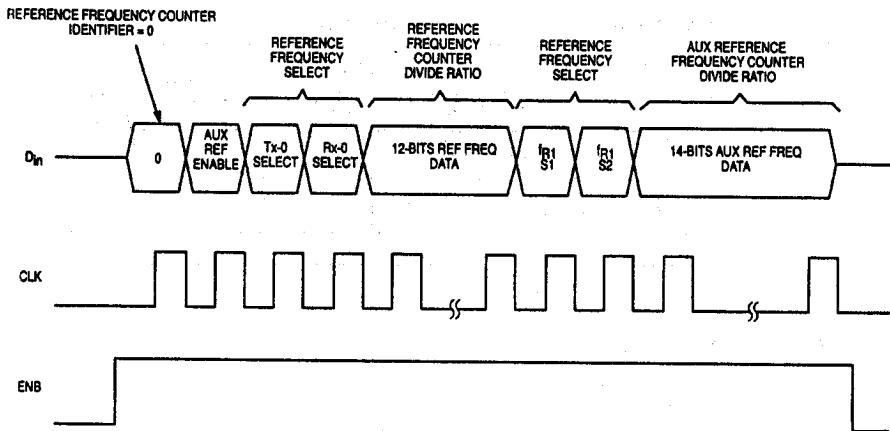 REFERENCE FREQUENCY COUNTER
IDENTIFIER = 0
REFERENCE
FREQUENCY
SELECT
REFERENCE
FREQUENCY
COUNTER
DIVIDE RATIO
REFERENCE
FREQUENCY
SELECT
AUX REFERENCE
FREQUENCY COUNTER
DIVIDE RATIO
Din
0
AUX
REF
ENABLE
Tx-0
SELECT
Rx-0
SELECT
12-BITS REF FREQ
DATA
fR1
S1
fR1
S2
14-BITS AUX REF FREQ
DATA
CLK
ENB